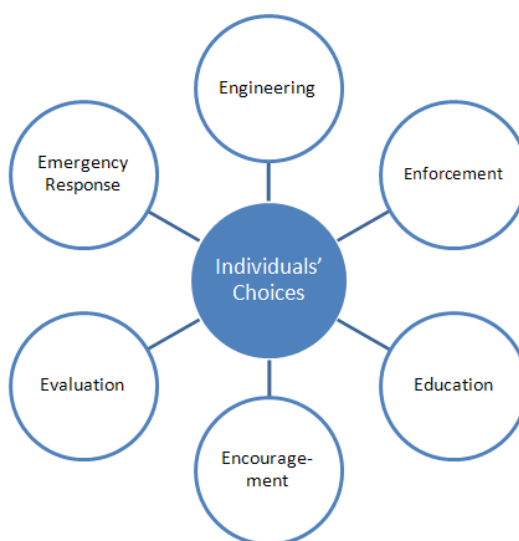 Engineering
Emergency
Response
Enforcement
Individuals’
Choices
Evaluation
Education
Encourage-
ment